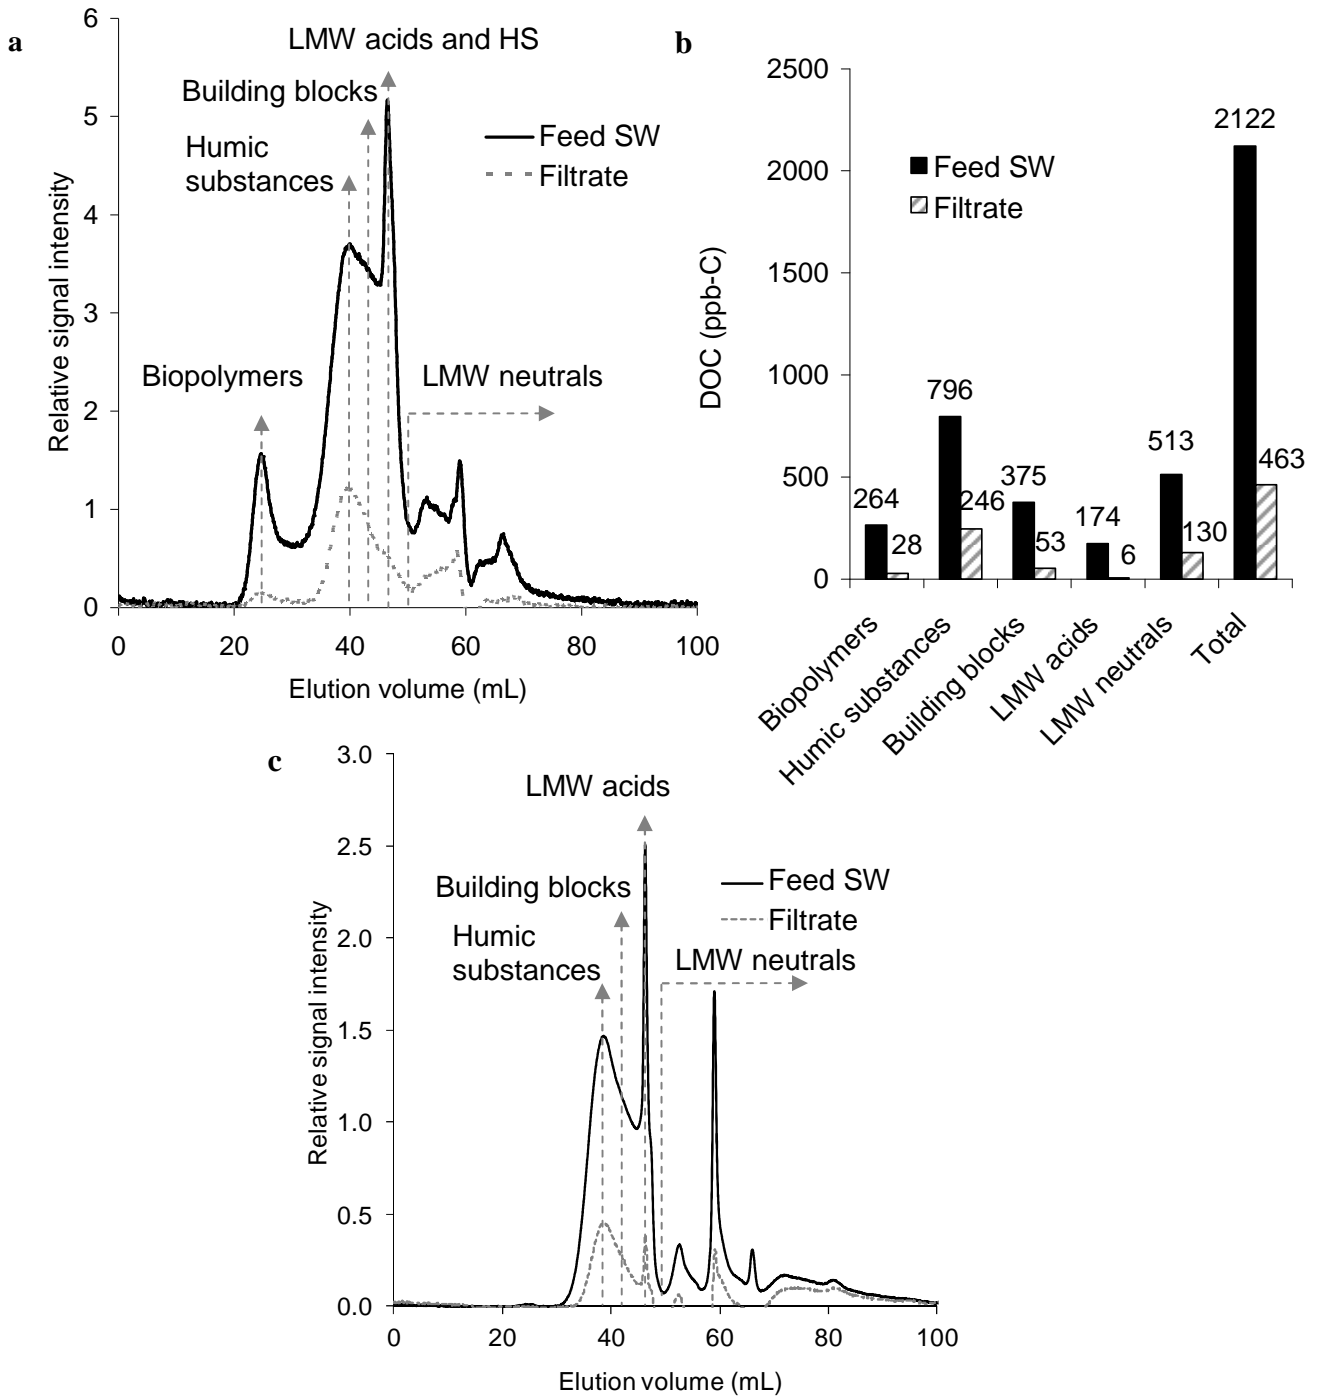 a
6
5
4
3
2
1
0
Relative signal intensity
LMW acids and HS
Building blocks
Humic
substances
Biopolymers
LMW neutrals
Feed SW
Filtrate
0 20 40 60 80 100
Elution volume (mL)
b
2500
2000
1500
1000
500
0
DOC (ppb-C)
Feed SW
Filtrate
264
28
796
246
375
53
174
6
513
130
2122
463
Biopolymers
Humic substances
Building blocks
LMW acids
LMW neutrals
Total
c
3.0
2.5
2.0
1.5
1.0
0.5
0.0
Relative signal intensity
LMW acids
Building blocks
Humic
substances
LMW neutrals
Feed SW
Filtrate
0 20 40 60 80 100
Elution volume (mL)